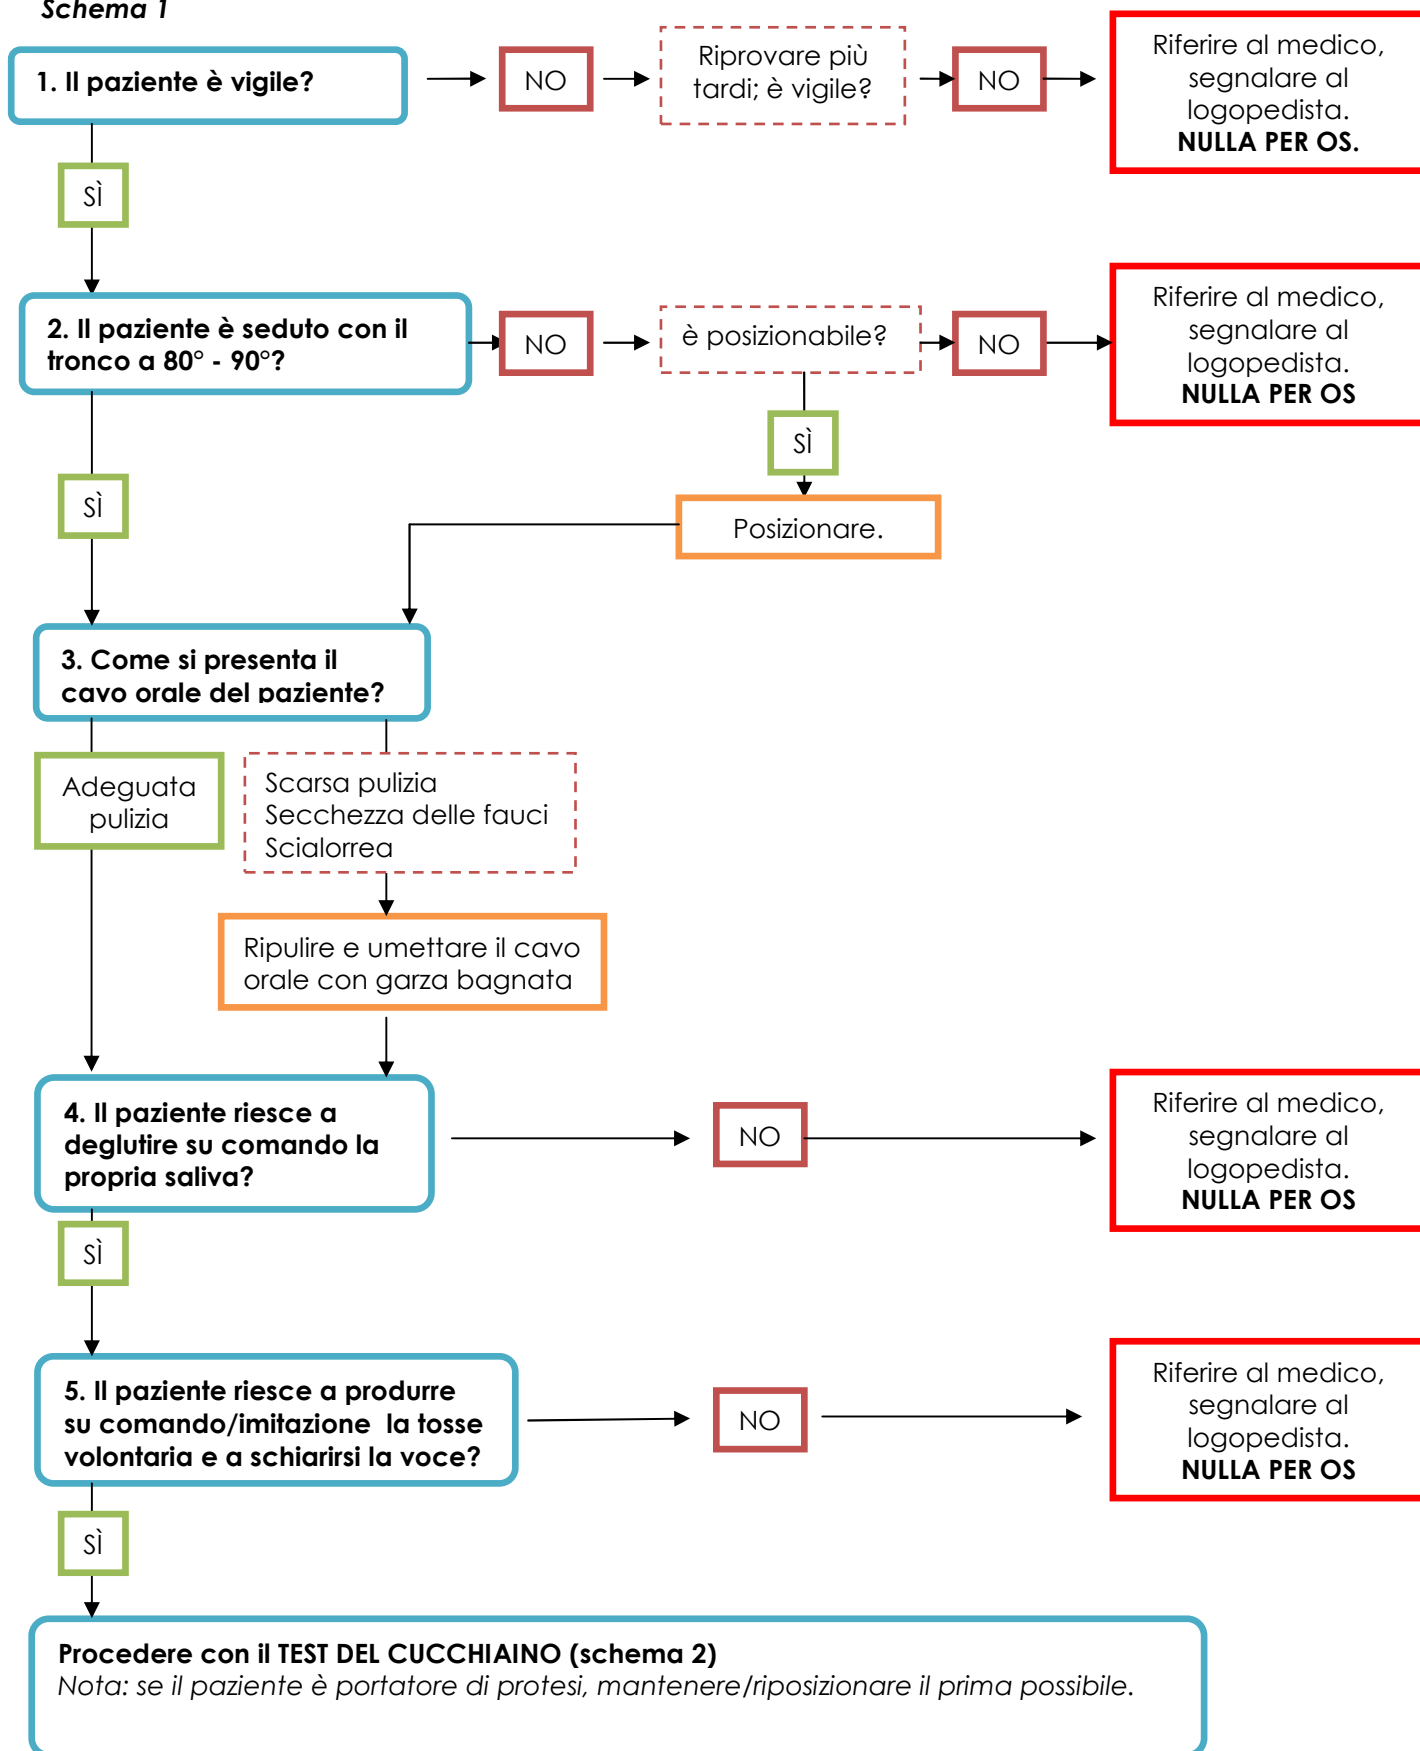 Schema 1
1. Il paziente è vigile?
NO
Riprovare più
tardi; è vigile?
NO
Riferire al medico,
segnalare al
logopedista.
NULLA PER OS.
SÌ
2. Il paziente è seduto con il
tronco a 80° - 90°?
NO
è posizionabile?
NO
Riferire al medico,
segnalare al
logopedista.
NULLA PER OS
SÌ
SÌ
Posizionare.
3. Come si presenta il
cavo orale del paziente?
Adeguata
pulizia
Scarsa pulizia
Secchezza delle fauci
Scialorrea
Ripulire e umettare il cavo
orale con garza bagnata
4. Il paziente riesce a
deglutire su comando la
propria saliva?
NO
Riferire al medico,
segnalare al
logopedista.
NULLA PER OS
SÌ
5. Il paziente riesce a produrre
su comando/imitazione  la tosse
volontaria e a schiarirsi la voce?
NO
Riferire al medico,
segnalare al
logopedista.
NULLA PER OS
SÌ
Procedere con il TEST DEL CUCCHIAINO (schema 2)
Nota: se il paziente è portatore di protesi, mantenere/riposizionare il prima possibile.